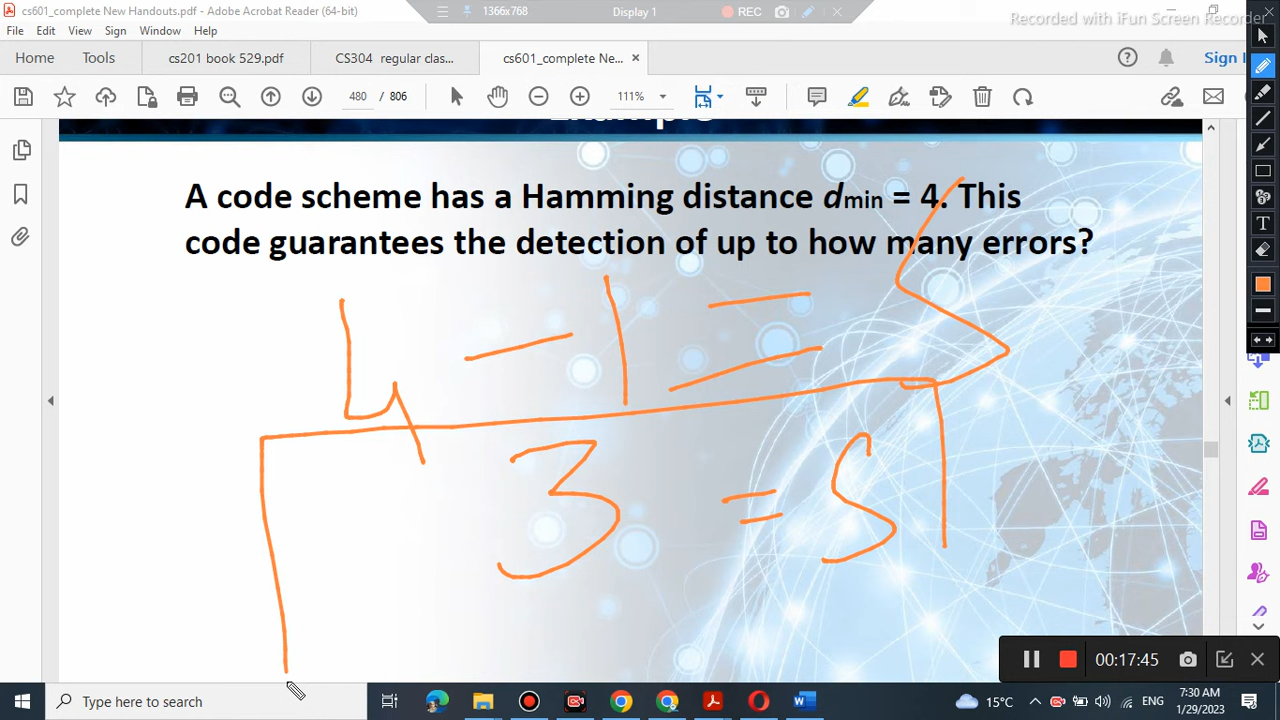 cs601_complete New Handouts.pdf - Adobe Acrobat Reader (64-bit)
1366x768
Display 1
REC
Recorded with iFun Screen Recorder
File Edit View Sign Window Help
Home Tools cs201 book 529.pdf CS304 regular clas... cs601_complete Ne... Sign
480 / 806
111%
Example
A code scheme has a Hamming distance dmin = 4. This
code guarantees the detection of up to how many errors?
4 - 1 = S
3 = S
00:17:45
Type here to search
15°C
ENG
7:30 AM
1/29/2023